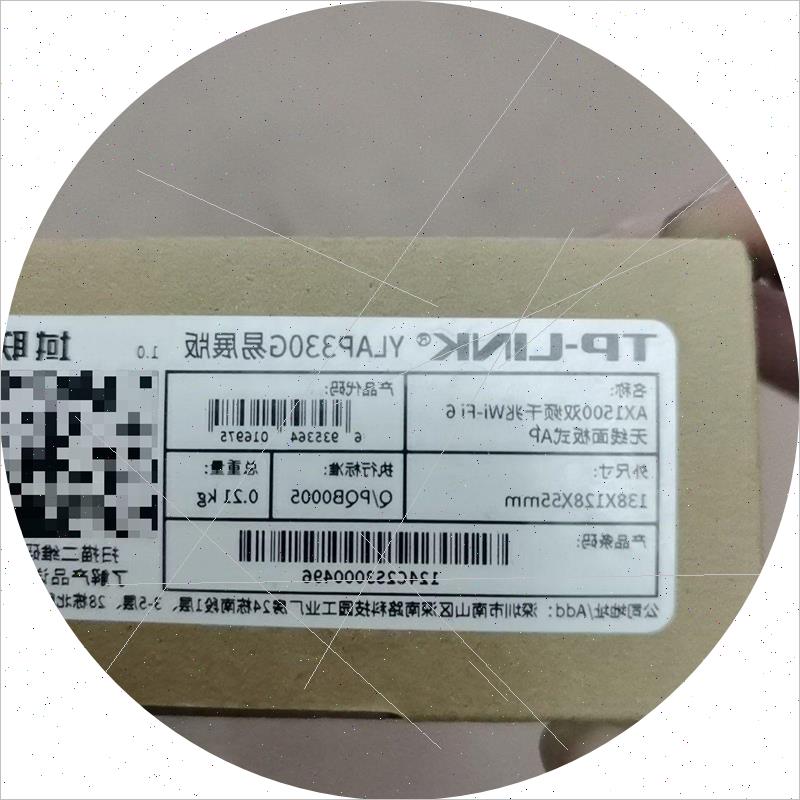 TP-LINK® YLAP330G易展版 1.0
名称:
AX1500双频千兆Wi-Fi 6
无线面板式AP
产品代码:
6 935364 016975
外尺寸:
138X128X55mm
执行标准:
Q/PQB0005
总重量:
0.21 kg
产品条码:
124C2S3000496
公司地址/Add: 深圳市南山区深南路科技园工业厂房24栋南段1层、3-5层、28栋北
域联
扫描二维码
了解产品